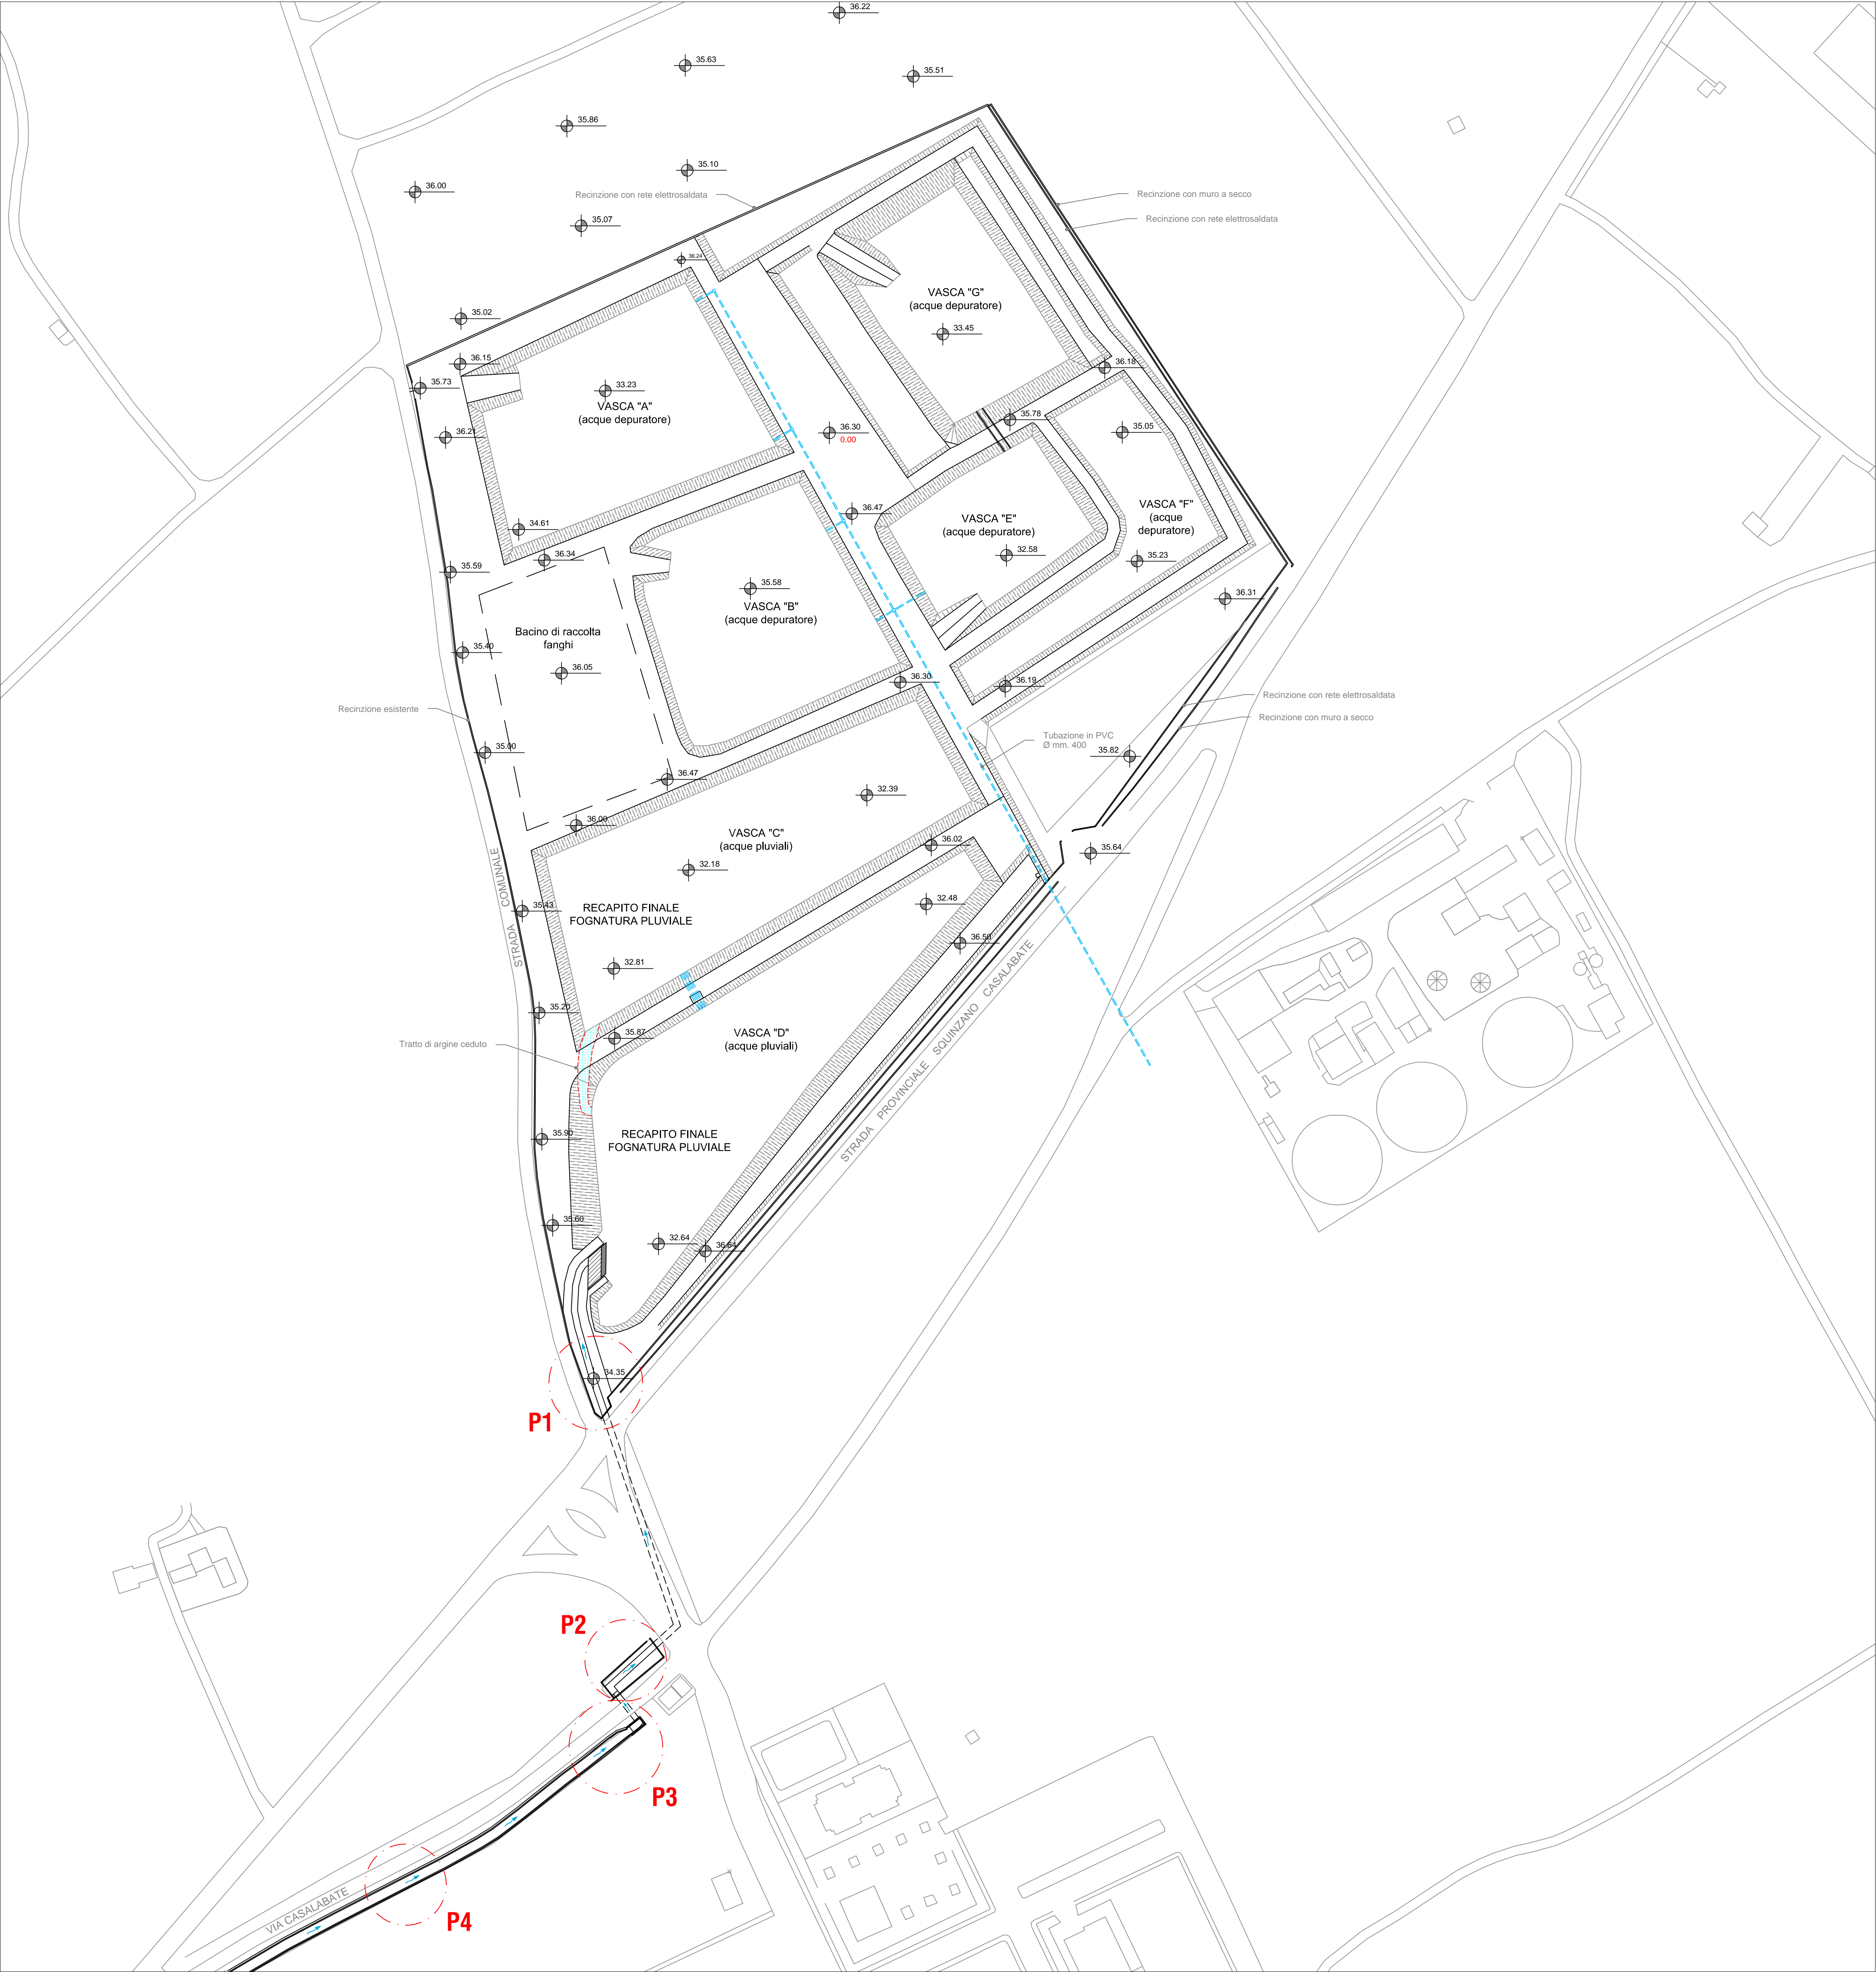 36.22
35.63
35.51
35.86
35.10
36.00
Recinzione con rete elettrosaldata
Recinzione con muro a secco
Recinzione con rete elettrosaldata
35.07
36.24
VASCA "G"
(acque depuratore)
33.45
35.02
36.15
36.18
35.73
33.23
VASCA "A"
(acque depuratore)
35.78
36.21
36.30
0.00
35.05
34.61
36.47
VASCA "E"
(acque depuratore)
VASCA "F"
(acque
depuratore)
36.34
32.58
35.23
35.59
35.58
VASCA "B"
(acque depuratore)
36.31
Bacino di raccolta
fanghi
35.40
36.05
36.30
36.19
Recinzione con rete elettrosaldata
Recinzione esistente
Recinzione con muro a secco
35.00
Tubazione in PVC
Ø mm. 400
35.82
36.47
32.39
36.00
VASCA "C"
(acque pluviali)
36.02
35.64
32.18
STRADA COMUNALE
35.43
RECAPITO FINALE
FOGNATURA PLUVIALE
32.48
36.50
32.81
35.20
35.87
VASCA "D"
(acque pluviali)
Tratto di argine ceduto
STRADA PROVINCIALE SQUINZANO CASALABATE
35.90
RECAPITO FINALE
FOGNATURA PLUVIALE
35.60
32.64
36.64
34.35
P1
P2
P3
VIA CASALABATE
P4